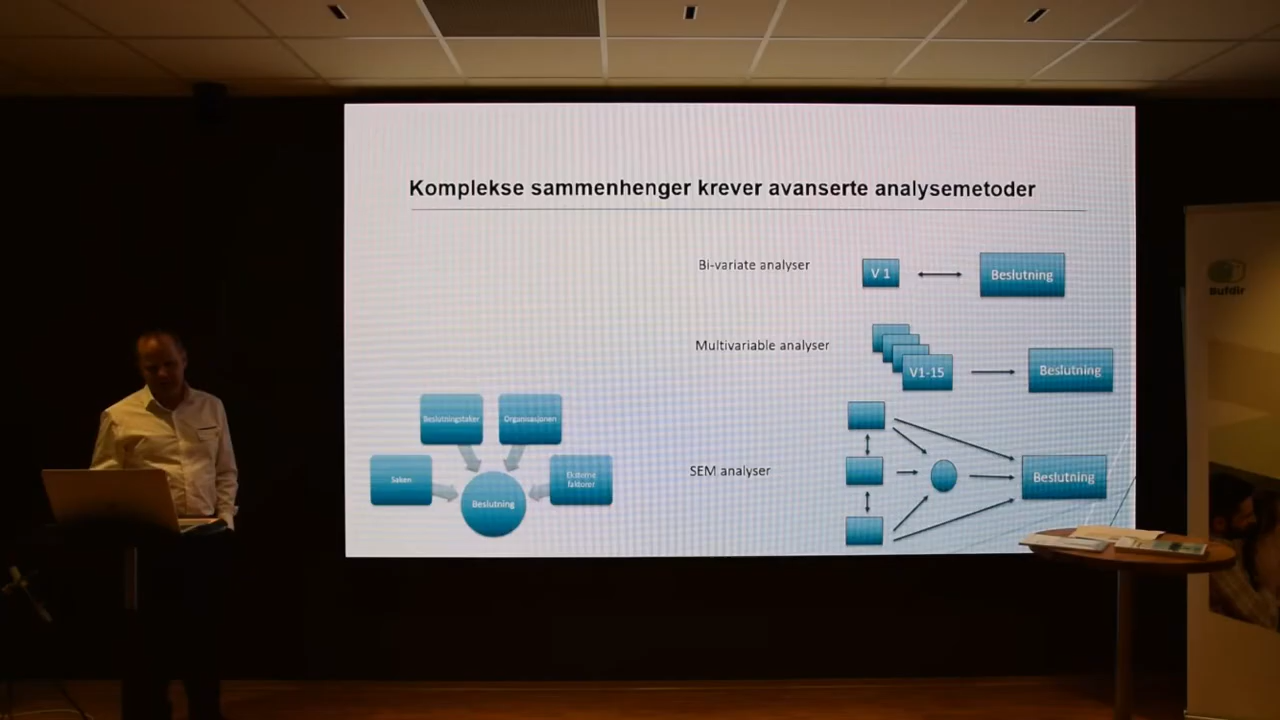 Komplekse sammenhenger krever avanserte analysemetoder
Bi-variate analyser
V 1
Beslutning
Multivariable analyser
V1-15
Beslutning
SEM analyser
Beslutning
Beslutningstaker
Organisasjonen
Saken
Eksterne
faktorer
Beslutning
Bufdir